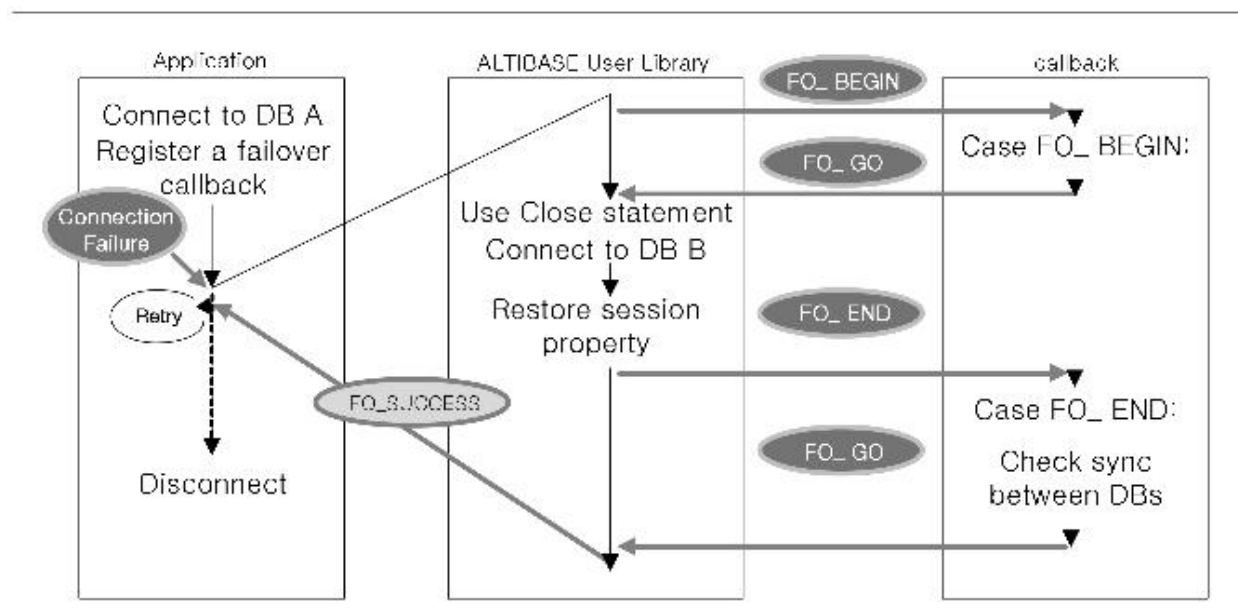 Application
Connect to DB A
Register a failover
callback
Connection
Failure
Retry
Disconnect
ALTIBASE User Library
Use Close statement
Connect to DB B
Restore session
property
FO_SUCCESS
FO_ BEGIN
FO_ GO
FO_ END
FO_ GO
callback
Case FO_ BEGIN:
Case FO_ END:
Check sync
between DBs